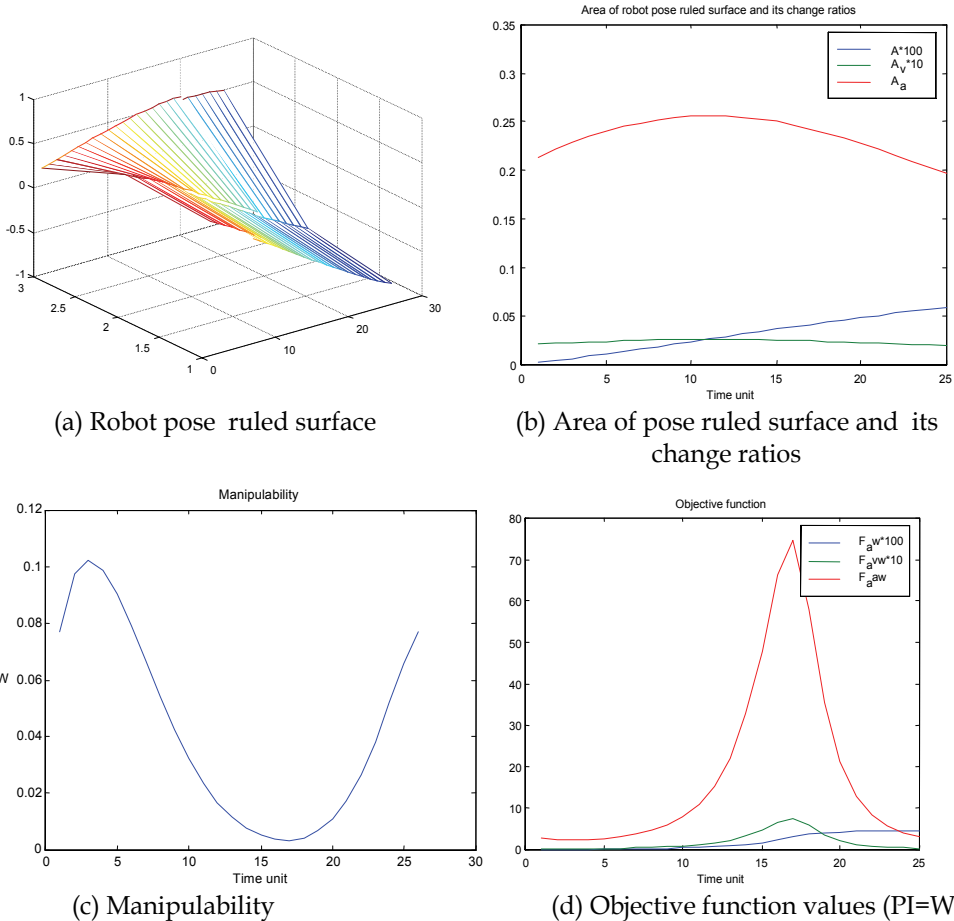 1
0.5
0
-0.5
-1
3
2.5
2
1.5
1
0
10
20
30
(a) Robot pose ruled surface
Area of robot pose ruled surface and its change ratios
0.35
0.3
0.25
0.2
0.15
0.1
0.05
0
A*100
A_v*10
A_a
0 5 10 15 20 25
Time unit
(b) Area of pose ruled surface and its
change ratios
Manipulability
0.12
0.1
0.08
0.06
W
0.04
0.02
0
0 5 10 15 20 25 30
Time unit
(c) Manipulability
Objective function
80
70
60
50
40
30
20
10
0
F_aw*100
F_avw*10
F_aaw
0 5 10 15 20 25
Time unit
(d) Objective function values (PI=W